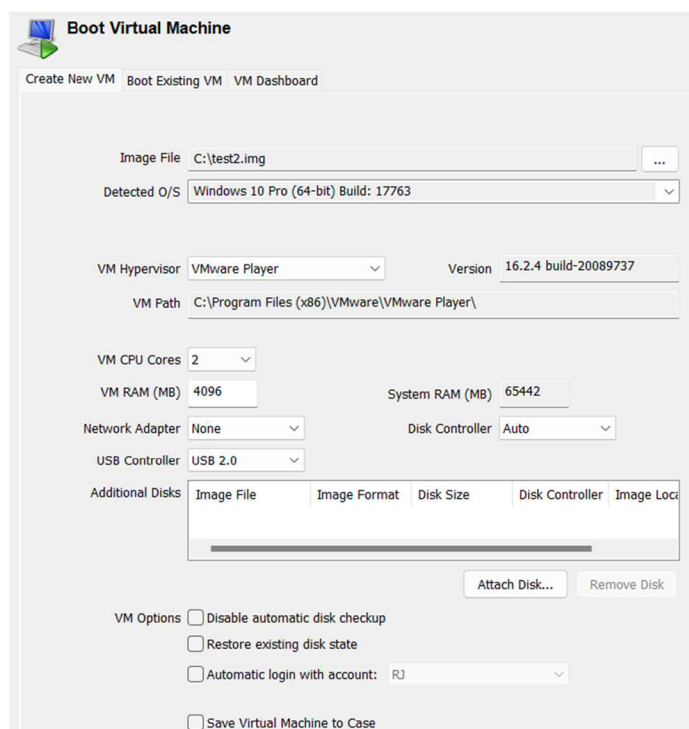 Boot Virtual Machine
Create New VM Boot Existing VM VM Dashboard
Image File C:\test2.img ...
Detected O/S Windows 10 Pro (64-bit) Build: 17763
VM Hypervisor VMware Player Version 16.2.4 build-20089737
VM Path C:\Program Files (x86)\VMware\VMware Player\
VM CPU Cores 2
VM RAM (MB) 4096 System RAM (MB) 65442
Network Adapter None Disk Controller Auto
USB Controller USB 2.0
Additional Disks Image File Image Format Disk Size Disk Controller Image Loca
Attach Disk... Remove Disk
VM Options Disable automatic disk checkup
Restore existing disk state
Automatic login with account: RJ
Save Virtual Machine to Case